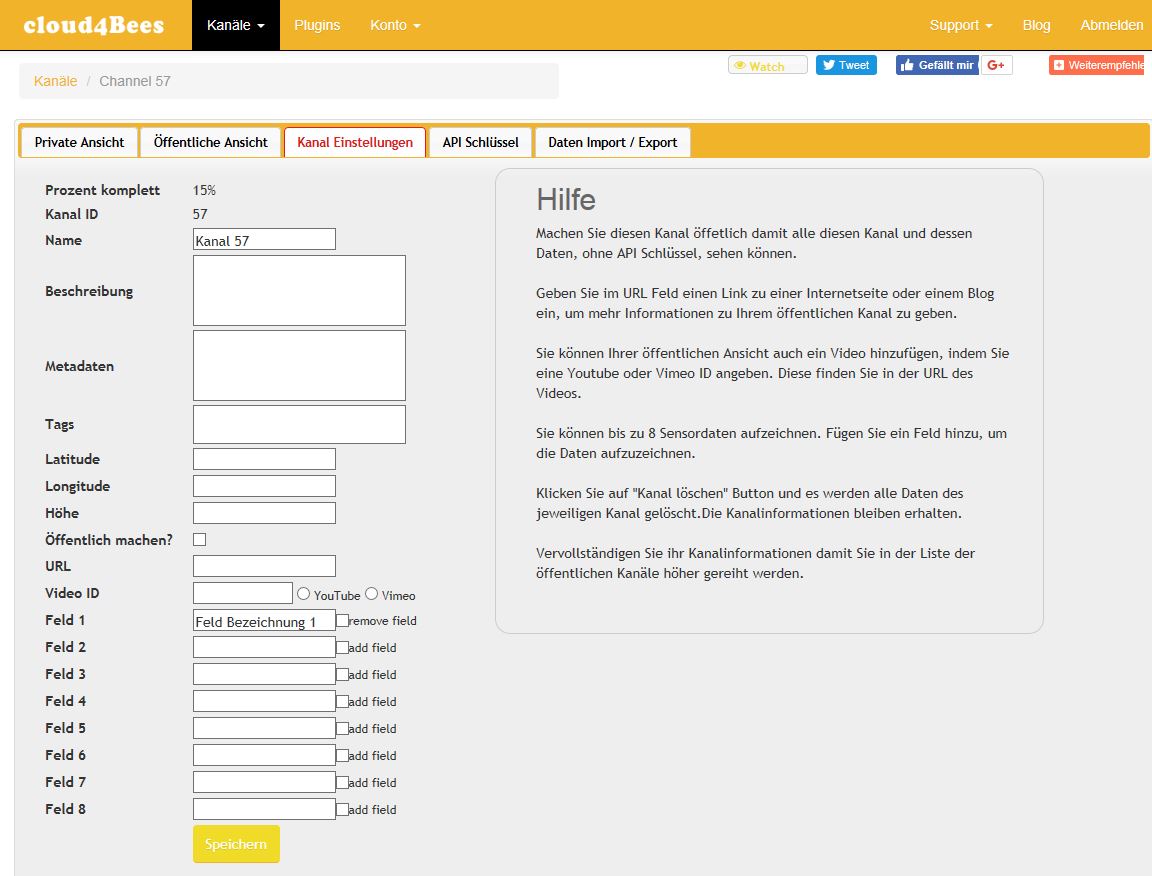 cloud4Bees
Kanäle
Plugins
Konto
Support
Blog
Abmelden
Kanäle / Channel 57
Watch
Tweet
Gefällt mir
G+
Weiterempfehle
Private Ansicht
Öffentliche Ansicht
Kanal Einstellungen
API Schlüssel
Daten Import / Export
Prozent komplett 15%
Kanal ID 57
Name Kanal 57
Beschreibung
Metadaten
Tags
Latitude
Longitude
Höhe
Öffentlich machen?
URL
Video ID YouTube Vimeo
Feld 1 Feld Bezeichnung 1 remove field
Feld 2 add field
Feld 3 add field
Feld 4 add field
Feld 5 add field
Feld 6 add field
Feld 7 add field
Feld 8 add field
Speichern
Hilfe
Machen Sie diesen Kanal öffetlich damit alle diesen Kanal und dessen
Daten, ohne API Schlüssel, sehen können.
Geben Sie im URL Feld einen Link zu einer Internetseite oder einem Blog
ein, um mehr Informationen zu Ihrem öffentlichen Kanal zu geben.
Sie können Ihrer öffentlichen Ansicht auch ein Video hinzufügen, indem Sie
eine Youtube oder Vimeo ID angeben. Diese finden Sie in der URL des
Videos.
Sie können bis zu 8 Sensordaten aufzeichnen. Fügen Sie ein Feld hinzu, um
die Daten aufzuzeichnen.
Klicken Sie auf "Kanal löschen" Button und es werden alle Daten des
jeweiligen Kanal gelöscht.Die Kanalinformationen bleiben erhalten.
Vervollständigen Sie ihr Kanalinformationen damit Sie in der Liste der
öffentlichen Kanäle höher gereiht werden.